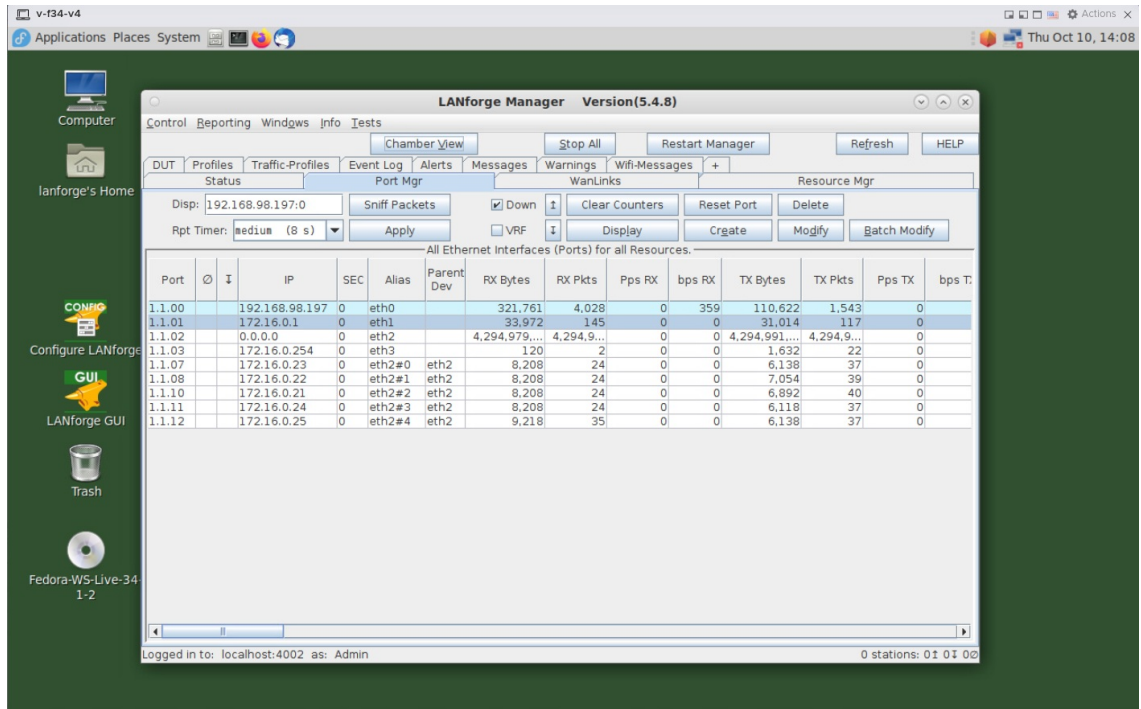 v-f34-v4 Actions
Applications Places System Thu Oct 10, 14:08
Computer
lanforge's Home
CONFIG
Configure LANforge
GUI
LANforge GUI
Trash
Fedora-WS-Live-34-
1-2
LANforge Manager Version(5.4.8)
Control Reporting Windows Info Tests
Chamber View Stop All Restart Manager Refresh HELP
DUT Profiles Traffic-Profiles Event Log Alerts Messages Warnings Wifi-Messages +
Status Port Mgr WanLinks Resource Mgr
Disp: 192.168.98.197:0 Sniff Packets Down ↥ Clear Counters Reset Port Delete
Rpt Timer: medium (8 s) Apply VRF ↧ Display Create Modify Batch Modify
All Ethernet Interfaces (Ports) for all Resources.
Port ∅ ↧ IP SEC Alias Parent Dev RX Bytes RX Pkts Pps RX bps RX TX Bytes TX Pkts Pps TX bps T
1.1.00 192.168.98.197 0 eth0 321,761 4,028 0 359 110,622 1,543 0
1.1.01 172.16.0.1 0 eth1 33,972 145 0 0 31,014 117 0
1.1.02 0.0.0.0 0 eth2 4,294,979,... 4,294,9... 0 0 4,294,991,... 4,294,9... 0
1.1.03 172.16.0.254 0 eth3 120 2 0 0 1,632 22 0
1.1.07 172.16.0.23 0 eth2#0 eth2 8,208 24 0 0 6,138 37 0
1.1.08 172.16.0.22 0 eth2#1 eth2 8,208 24 0 0 7,054 39 0
1.1.10 172.16.0.21 0 eth2#2 eth2 8,208 24 0 0 6,892 40 0
1.1.11 172.16.0.24 0 eth2#3 eth2 8,208 24 0 0 6,118 37 0
1.1.12 172.16.0.25 0 eth2#4 eth2 9,218 35 0 0 6,138 37 0
Logged in to: localhost:4002 as: Admin 0 stations: 0↥ 0↧ 0∅